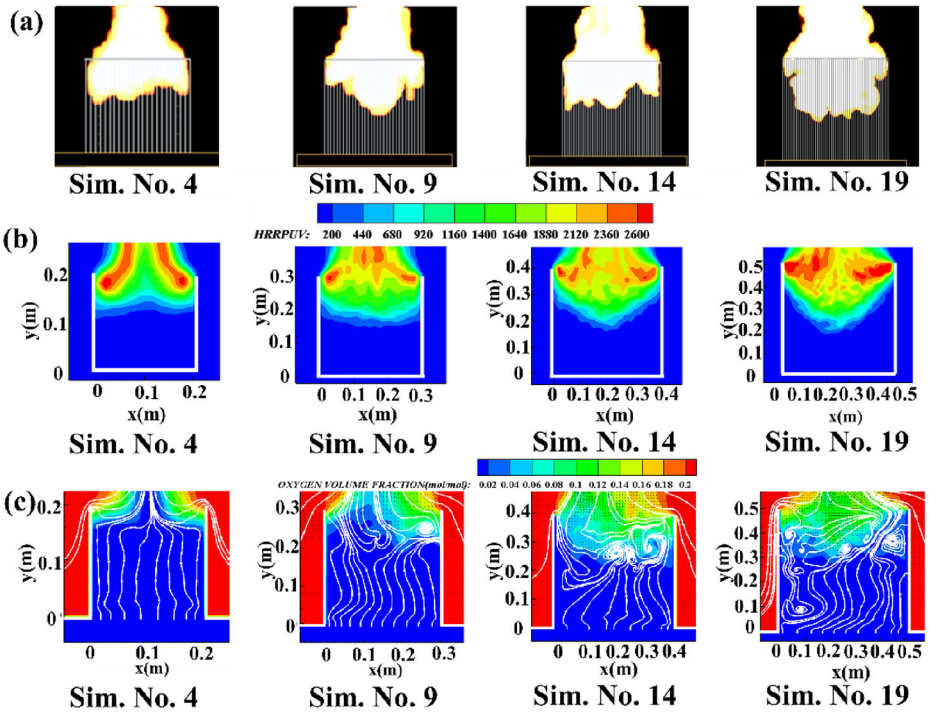 (a)
Sim. No. 4 Sim. No. 9 Sim. No. 14 Sim. No. 19
HRRPUV: 200 440 680 920 1160 1400 1640 1880 2120 2360 2600
(b)
y(m) 0.2 0.1 0
0 0.1 0.2
x(m)
y(m) 0.3 0.2 0.1 0
0 0.1 0.2 0.3
x(m)
y(m) 0.4 0.3 0.2 0.1 0
0 0.1 0.2 0.3 0.4
x(m)
y(m) 0.5 0.4 0.3 0.2 0.1 0
0 0.10 0.20 0.30 0.40 0.5
x(m)
Sim. No. 4 Sim. No. 9 Sim. No. 14 Sim. No. 19
OXYGEN VOLUME FRACTION(mol/mol): 0.02 0.04 0.06 0.08 0.1 0.12 0.14 0.16 0.18 0.2
(c)
y(m) 0.2 0.1 0
0 0.1 0.2
x(m)
y(m) 0.3 0.2 0.1 0
0 0.1 0.2 0.3
x(m)
y(m) 0.4 0.3 0.2 0.1 0
0 0.1 0.2 0.3 0.4
x(m)
y(m) 0.5 0.4 0.3 0.2 0.1 0
0 0.1 0.2 0.3 0.4 0.5
x(m)
Sim. No. 4 Sim. No. 9 Sim. No. 14 Sim. No. 19